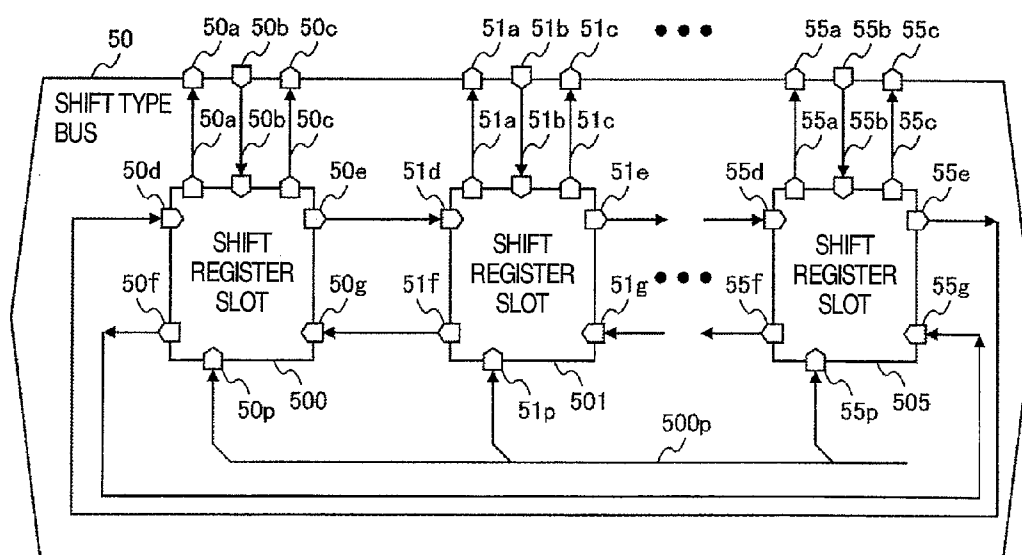 50 50a 50b 50c 51a 51b 51c ••• 55a 55b 55c
SHIFT TYPE
BUS
50a 50b 50c 51a 51b 51c 55a 55b 55c
50d 50e 51d 51e 55d 55e
SHIFT
REGISTER
SLOT
SHIFT
REGISTER
SLOT
SHIFT
REGISTER
SLOT
50f 50g 51f 51g ••• 55f 55g
50p 500 51p 501 55p 505
500p